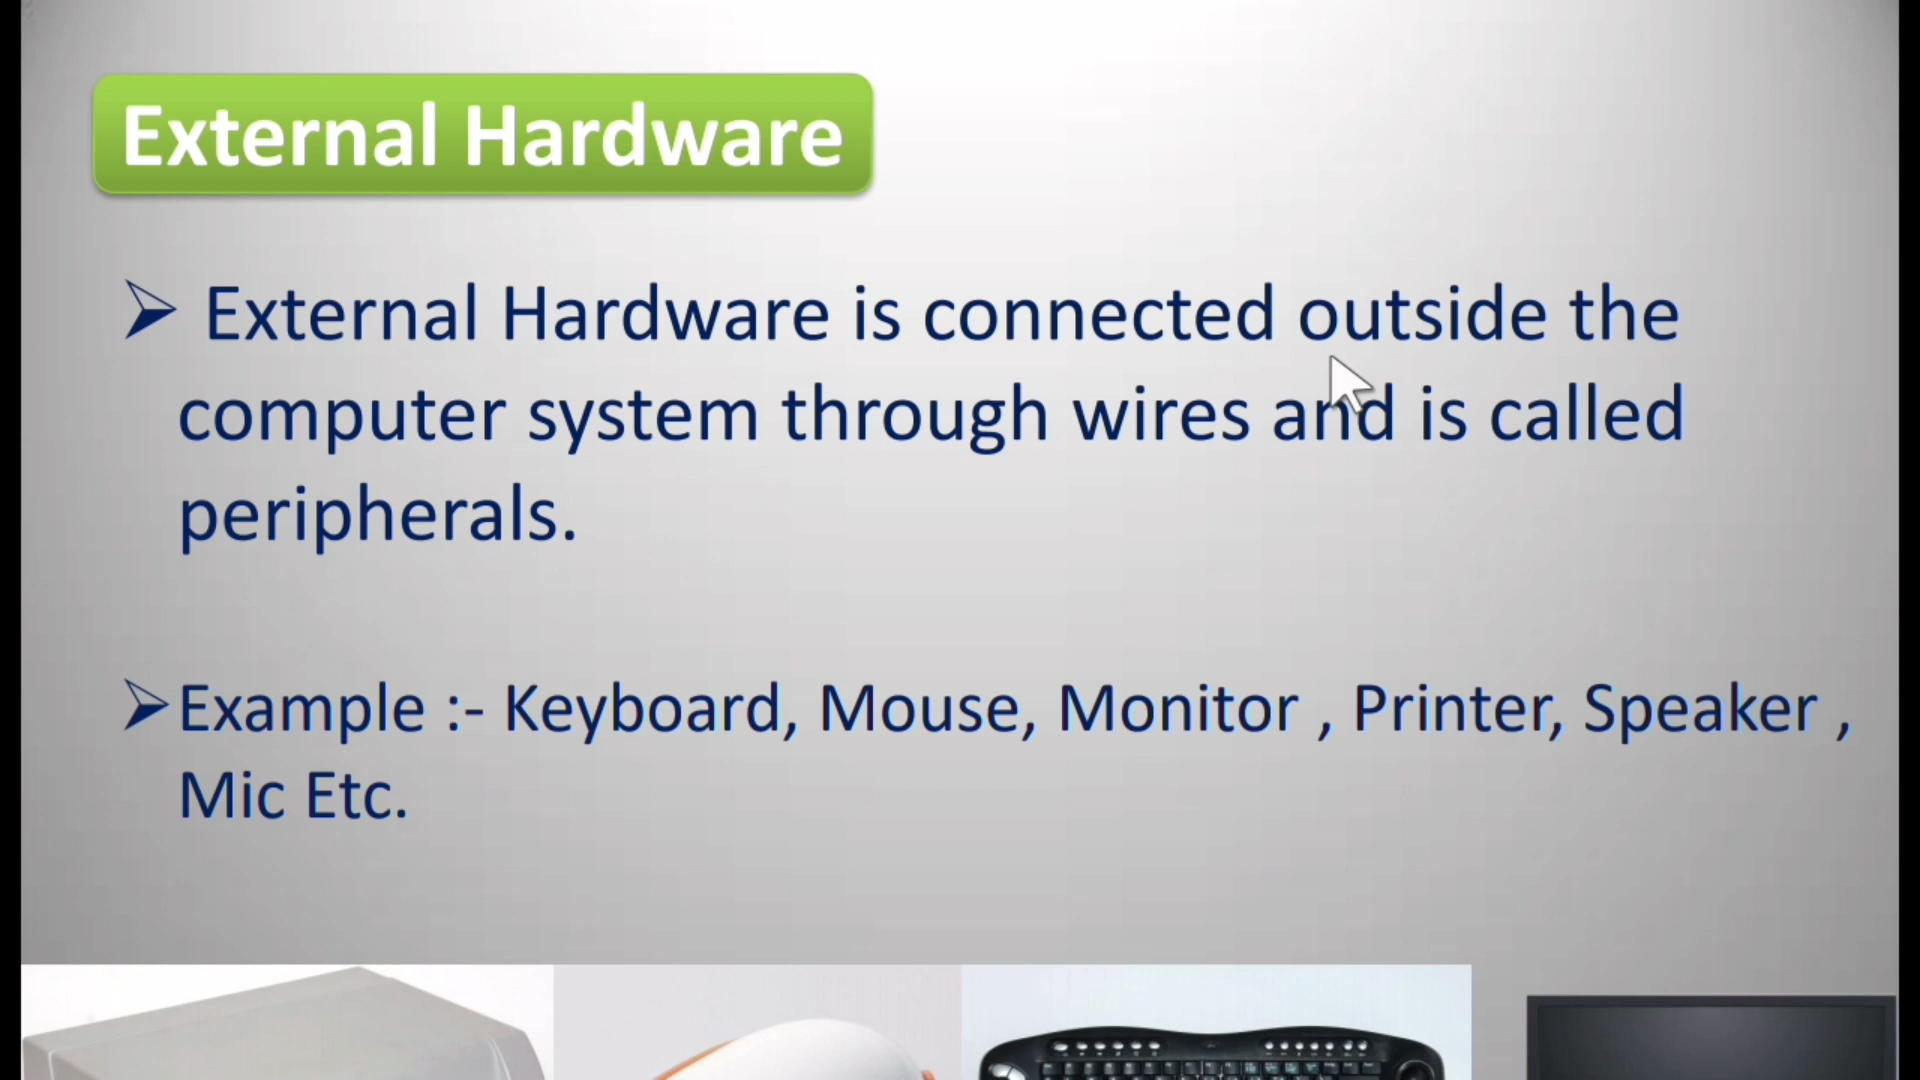 External Hardware
External Hardware is connected outside the
computer system through wires and is called
peripherals.
Example :- Keyboard, Mouse, Monitor , Printer, Speaker ,
Mic Etc.